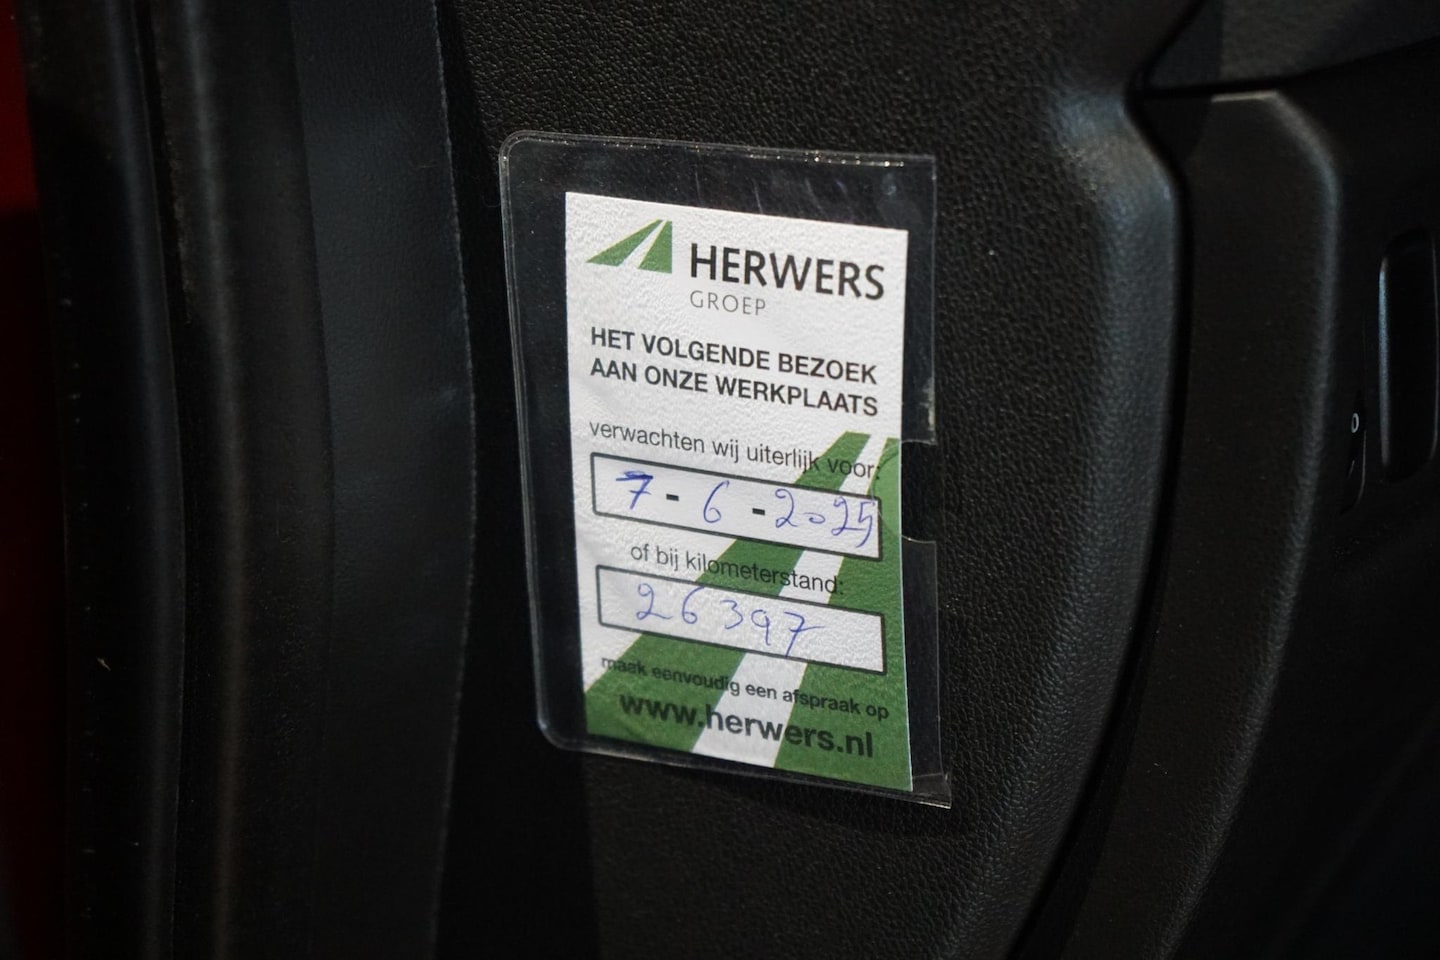 HERWERS
GROEP
HET VOLGENDE BEZOEK
AAN ONZE WERKPLAATS
verwachten wij uiterlijk voor:
7 - 6 - 2025
of bij kilometerstand:
26397
maak eenvoudig een afspraak op
www.herwers.nl